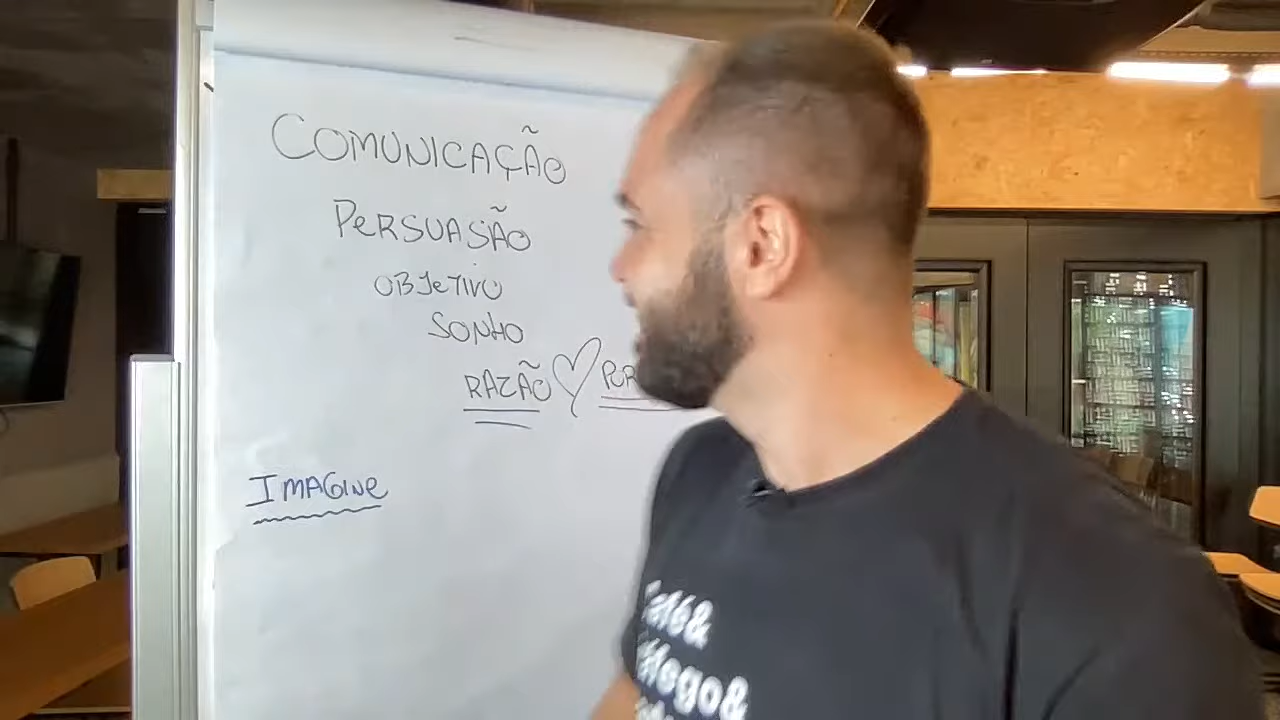 COMUNICAÇÃO
PERSUASÃO
OBJETIVO
SONHO
RAZÃO
IMAGINE